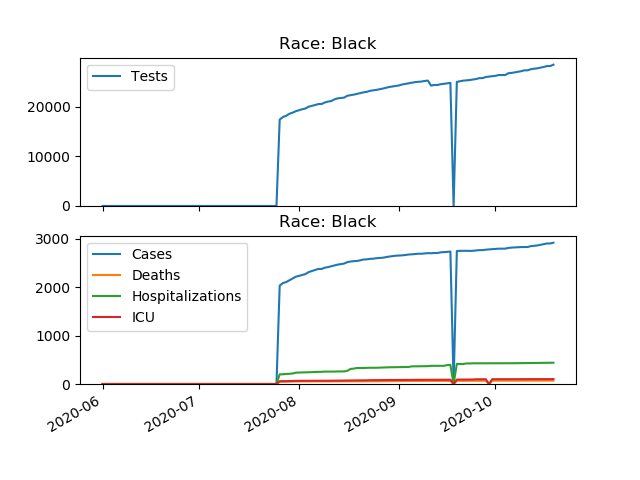 Race: Black
Tests
20000
10000
0
Race: Black
3000
2000
1000
0
Cases
Deaths
Hospitalizations
ICU
2020-06
2020-07
2020-08
2020-09
2020-10